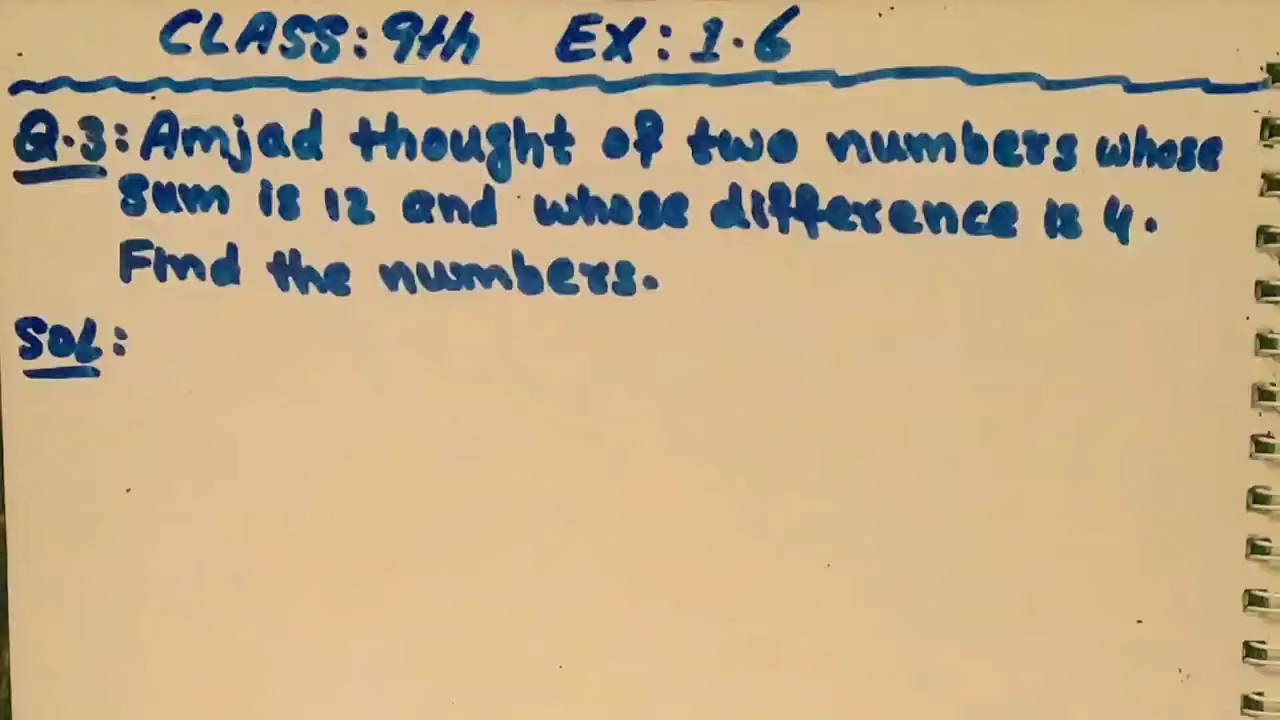 CLASS: 9th EX: 1.6
Q.3: Amjad thought of two numbers whose
sum is 12 and whose difference is 4.
Find the numbers.
Sol: